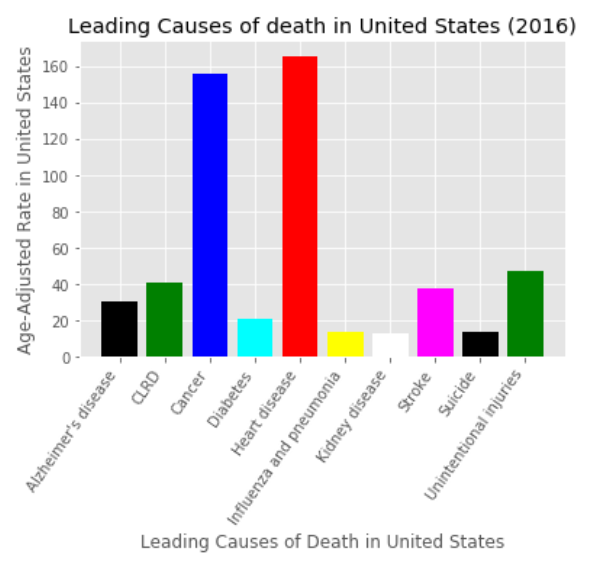 Leading Causes of death in United States (2016)
Age-Adjusted Rate in United States
160
140
120
100
80
60
40
20
0
Alzheimer's disease
CLRD
Cancer
Diabetes
Heart disease
Influenza and pneumonia
Kidney disease
Stroke
Suicide
Unintentional injuries
Leading Causes of Death in United States